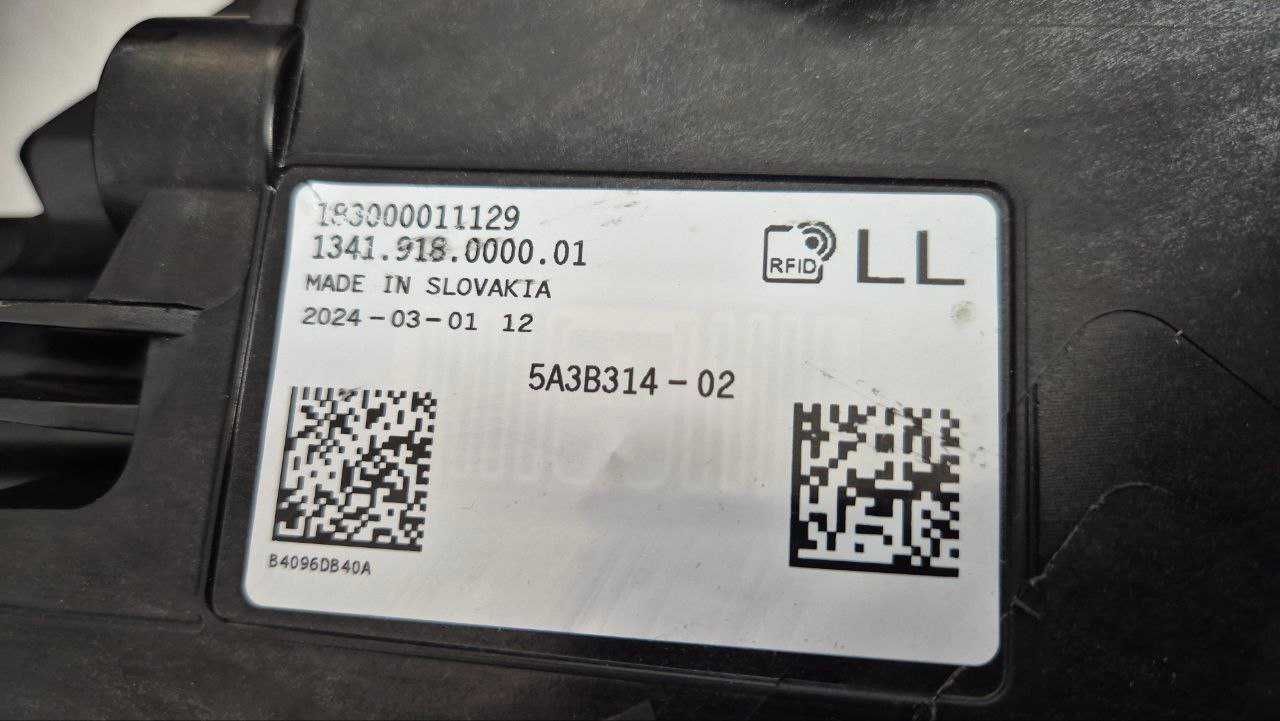 183000011129
1341.918.0000.01
MADE IN SLOVAKIA
2024-03-01 12
RFID
LL
5A3B314-02
B4096DB40A